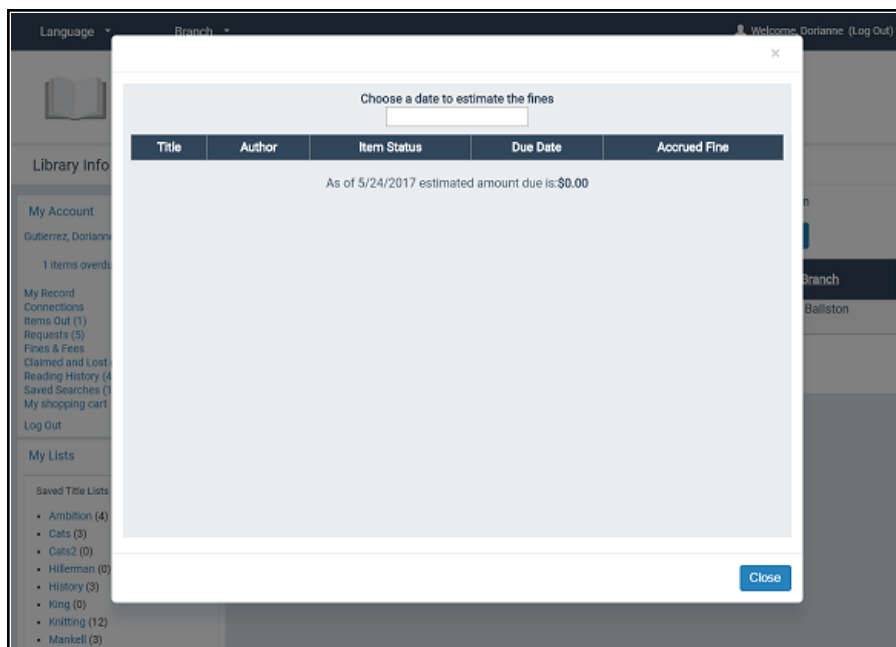 Language Branch Welcome, Dorianne (Log Out)
×
Choose a date to estimate the fines
Title Author Item Status Due Date Accrued Fine
As of 5/24/2017 estimated amount due is:$0.00
Close
Library Info
My Account
Gutierrez, Dorianne
1 items overdu
My Record
Connections
Items Out (1)
Requests (5)
Fines & Fees
Claimed and Lost
Reading History (4
Saved Searches (1
My shopping cart
Log Out
My Lists
Saved Title Lists
Ambition (4)
Cats (3)
Cats2 (0)
Hillerman (0)
History (3)
King (0)
Knitting (12)
Mankell (3)
n
Branch
Ballston